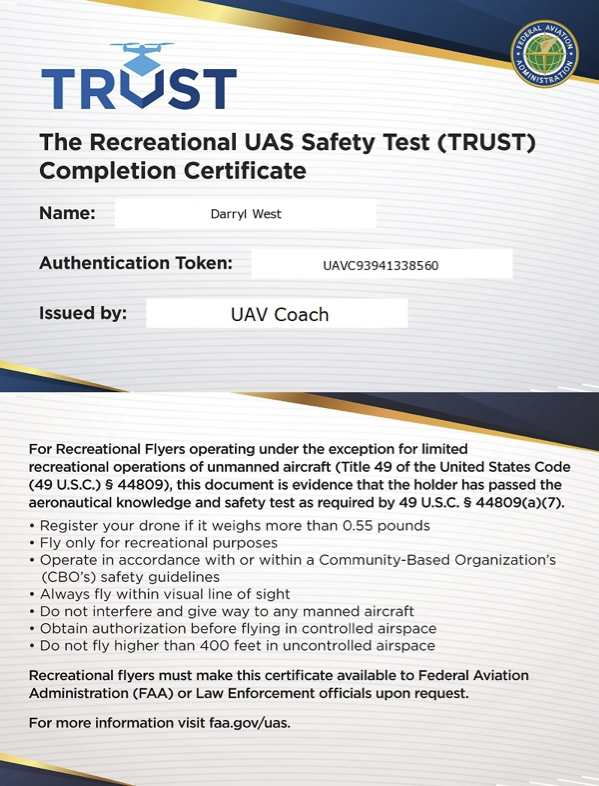 FEDERAL AVIATION
ADMINISTRATION
TRUST
The Recreational UAS Safety Test (TRUST)
Completion Certificate
Name: Darryl West
Authentication Token: UAVC93941338560
Issued by: UAV Coach
For Recreational Flyers operating under the exception for limited
recreational operations of unmanned aircraft (Title 49 of the United States Code
(49 U.S.C.) § 44809), this document is evidence that the holder has passed the
aeronautical knowledge and safety test as required by 49 U.S.C. § 44809(a)(7).
• Register your drone if it weighs more than 0.55 pounds
• Fly only for recreational purposes
• Operate in accordance with or within a Community-Based Organization's
(CBO's) safety guidelines
• Always fly within visual line of sight
• Do not interfere and give way to any manned aircraft
• Obtain authorization before flying in controlled airspace
• Do not fly higher than 400 feet in uncontrolled airspace
Recreational flyers must make this certificate available to Federal Aviation
Administration (FAA) or Law Enforcement officials upon request.
For more information visit faa.gov/uas.